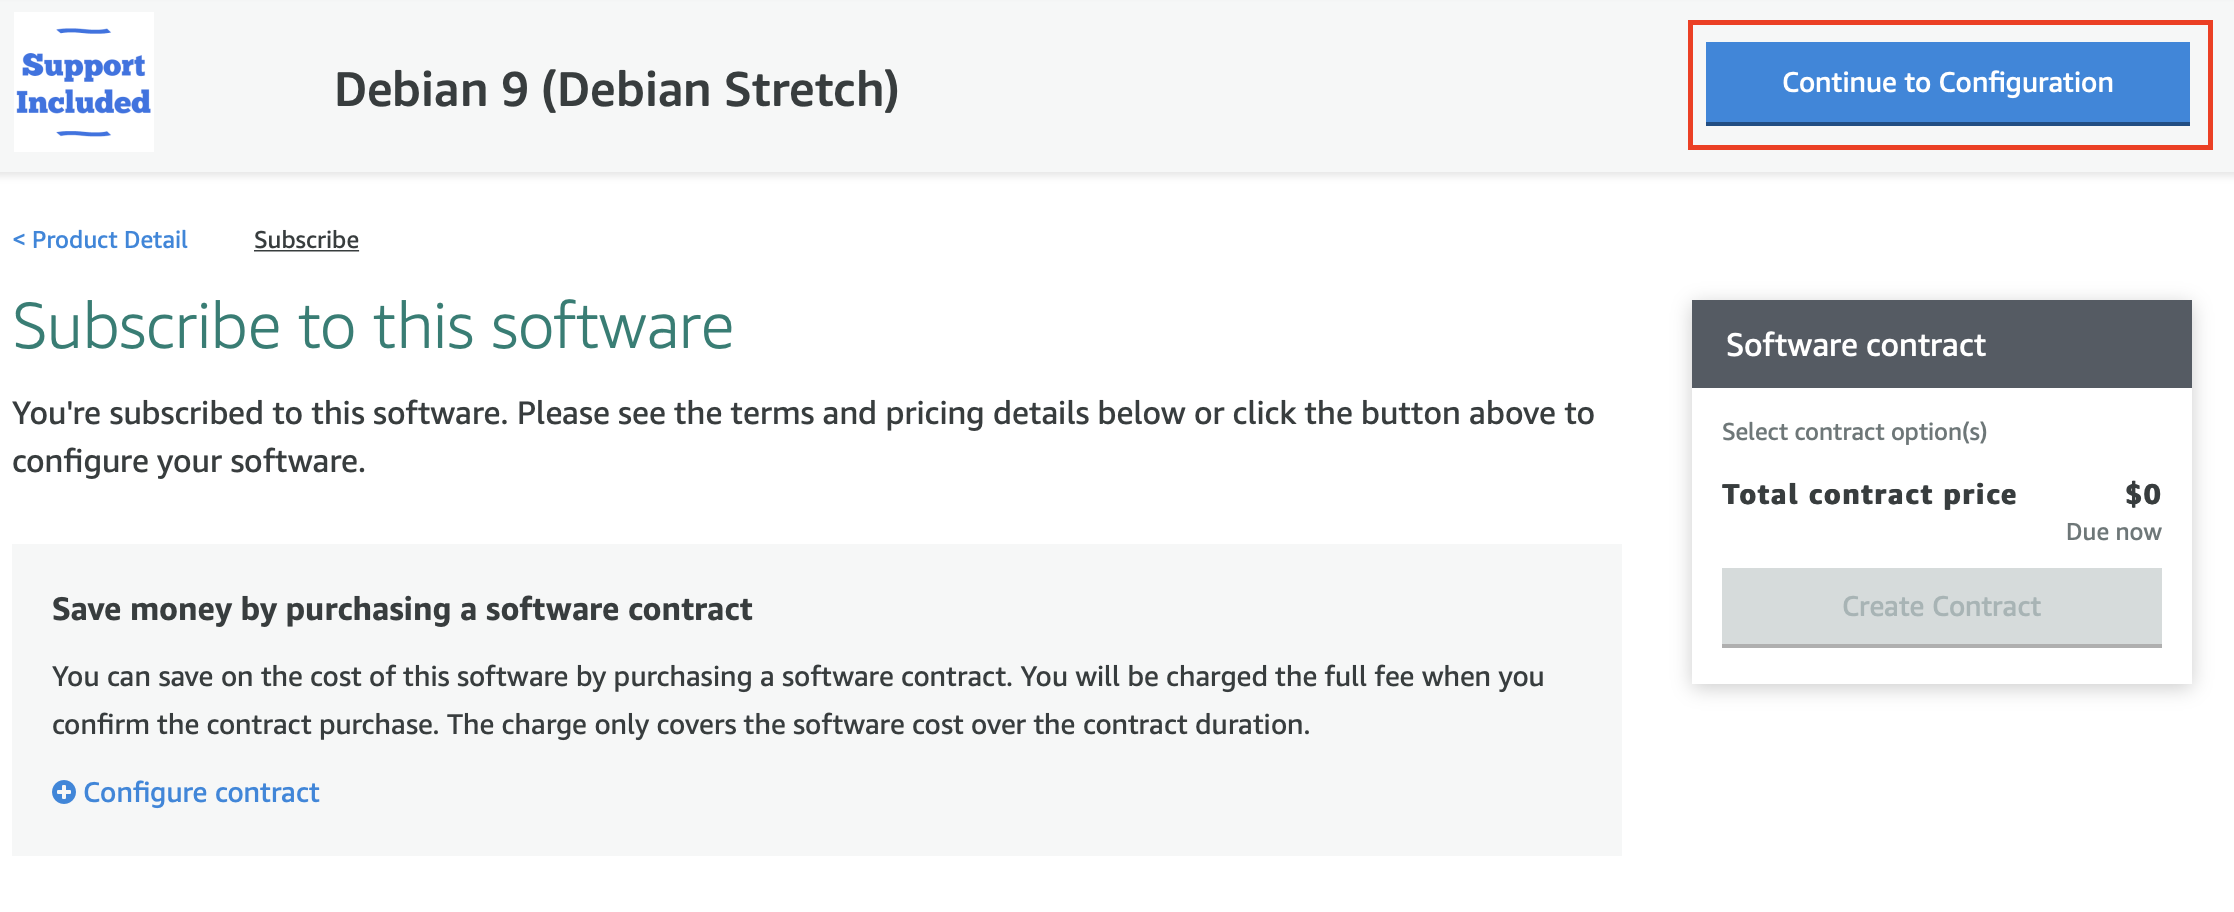 Support
Included
Debian 9 (Debian Stretch)
Continue to Configuration
< Product Detail
Subscribe
Subscribe to this software
You're subscribed to this software. Please see the terms and pricing details below or click the button above to
configure your software.
Save money by purchasing a software contract
You can save on the cost of this software by purchasing a software contract. You will be charged the full fee when you
confirm the contract purchase. The charge only covers the software cost over the contract duration.
Configure contract
Software contract
Select contract option(s)
Total contract price $0
Due now
Create Contract